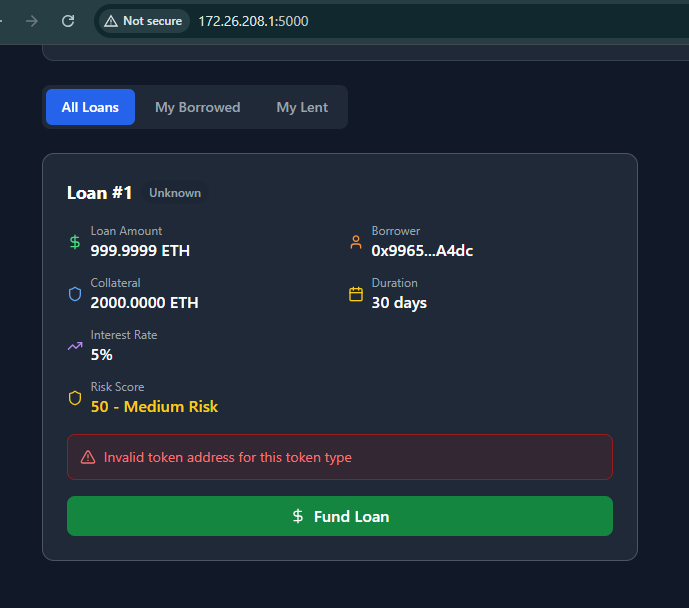 Not secure 172.26.208.1:5000
All Loans My Borrowed My Lent
Loan #1 Unknown
Loan Amount
999.9999 ETH
Borrower
0x9965...A4dc
Collateral
2000.0000 ETH
Duration
30 days
Interest Rate
5%
Risk Score
50 - Medium Risk
Invalid token address for this token type
$ Fund Loan